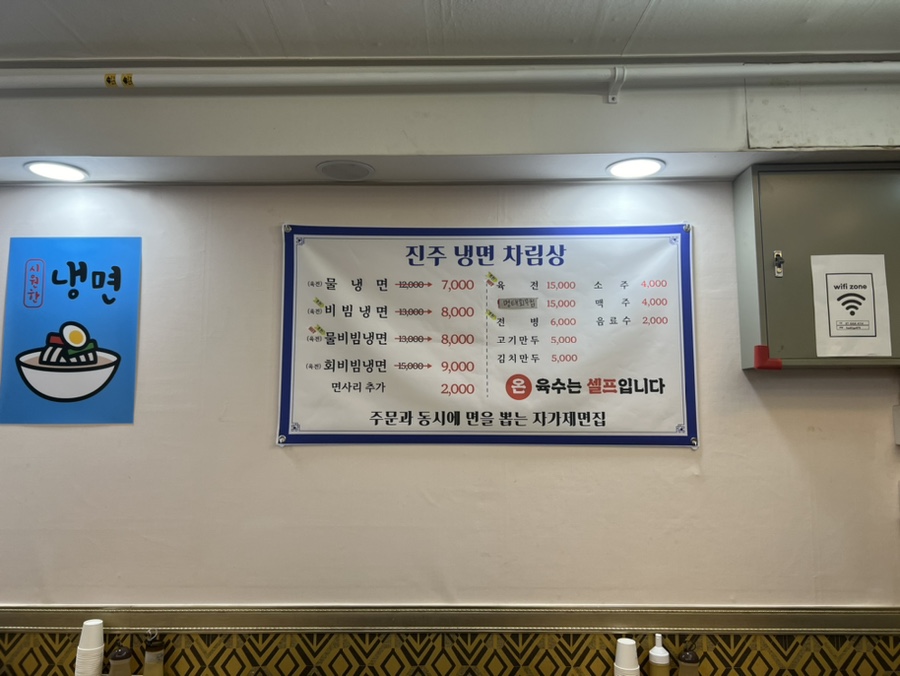 시원한
냉면
진주 냉면 차림상
(육전) 물 냉 면 12,000 → 7,000
(육전) 비 빔 냉 면 13,000 → 8,000
(육전) 물비빔냉면 13,000 → 8,000
(육전) 회비빔냉면 15,000 → 9,000
면사리 추가 2,000
육 전 15,000
15,000
전 병 6,000
고기만두 5,000
김치만두 5,000
소 주 4,000
맥 주 4,000
음 료 수 2,000
온 육수는 셀프입니다
주문과 동시에 면을 뽑는 자가제면집
wifi zone